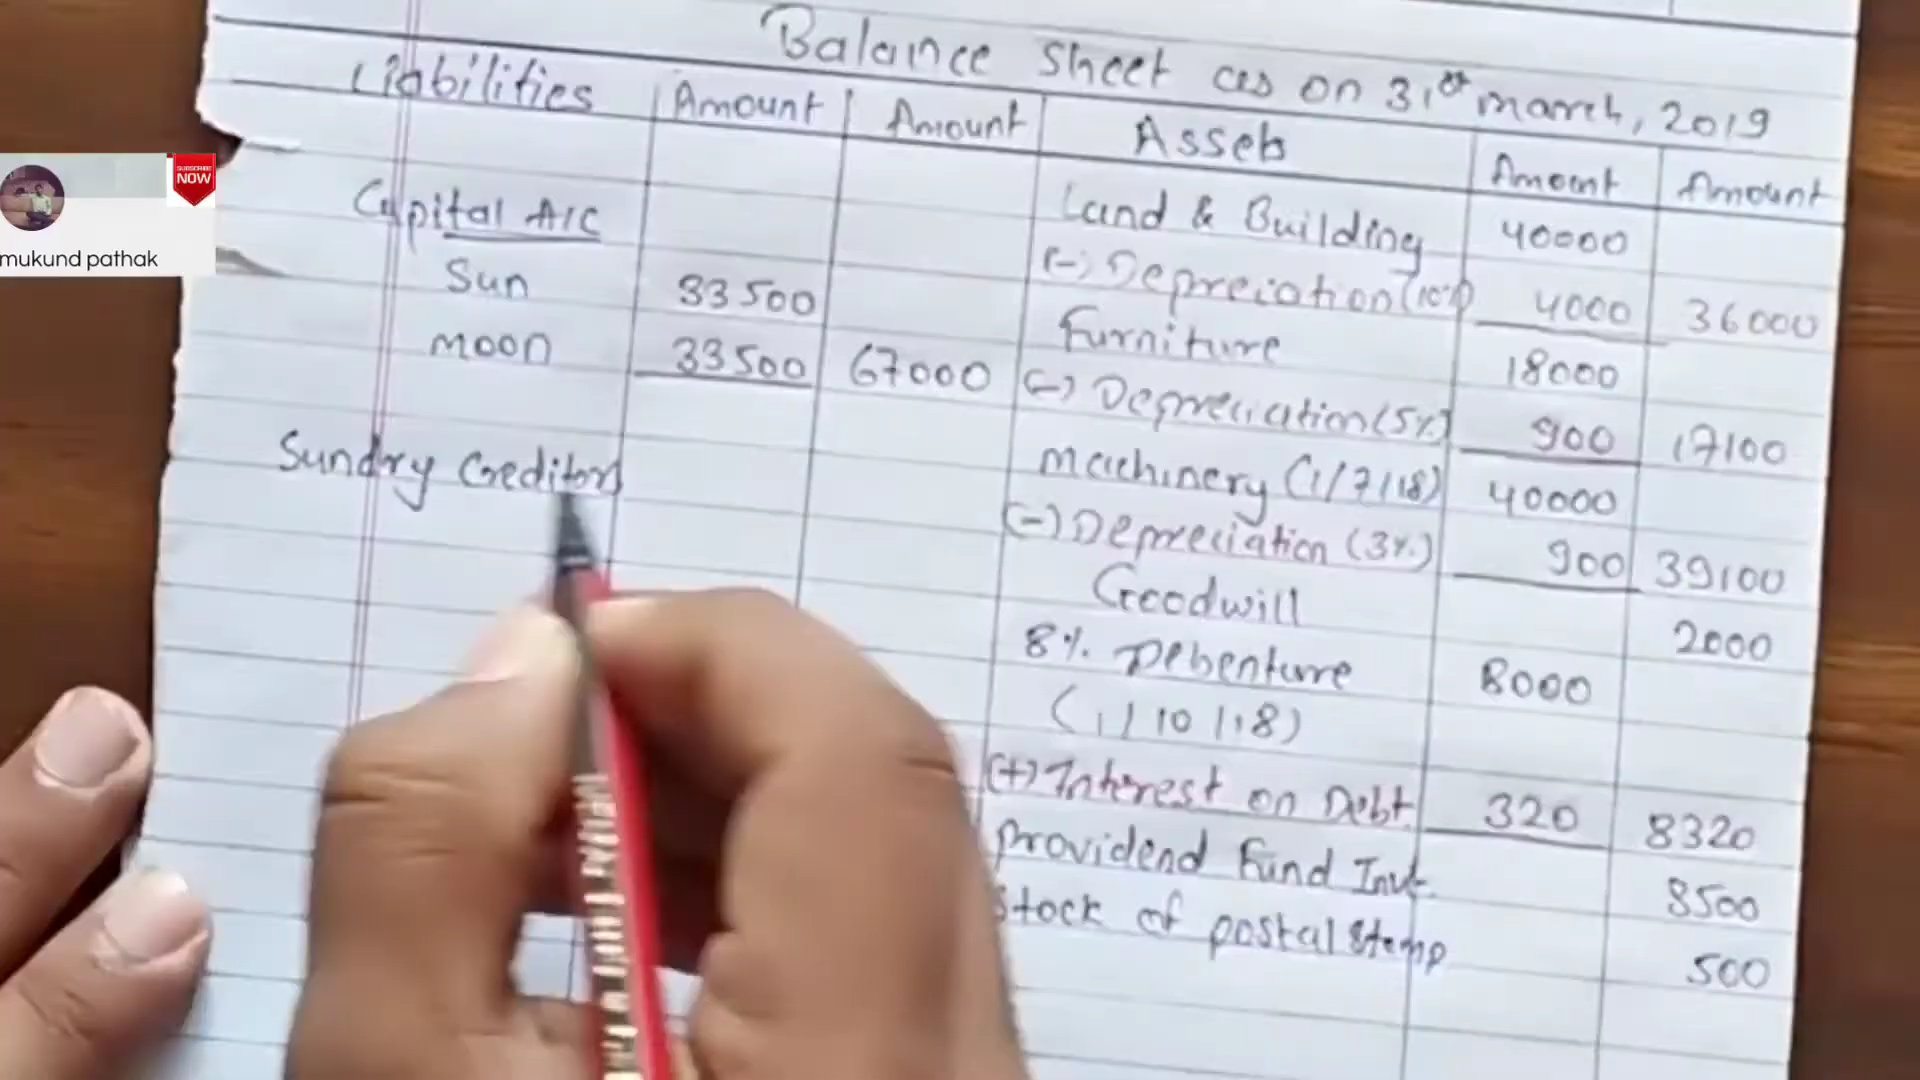 Balance Sheet as on 31st march, 2019
Liabilities Amount Amount Assets Amount Amount
SUBSCRIBE
NOW
mukund pathak
Capital A/C
Sun 33500
moon 33500 67000
Sundry Creditors
Land & Building 40000
(-) Depreciation (10%) 4000 36000
Furniture 18000
(-) Depreciation (5%) 900 17100
Machinery (1/7/18) 40000
(-) Depreciation (3%) 900 39100
Goodwill 2000
8% Debenture 8000
(1/10/18)
(+) Interest on Debt. 320 8320
Providend Fund Invt. 8500
Stock of postal Stemp 500